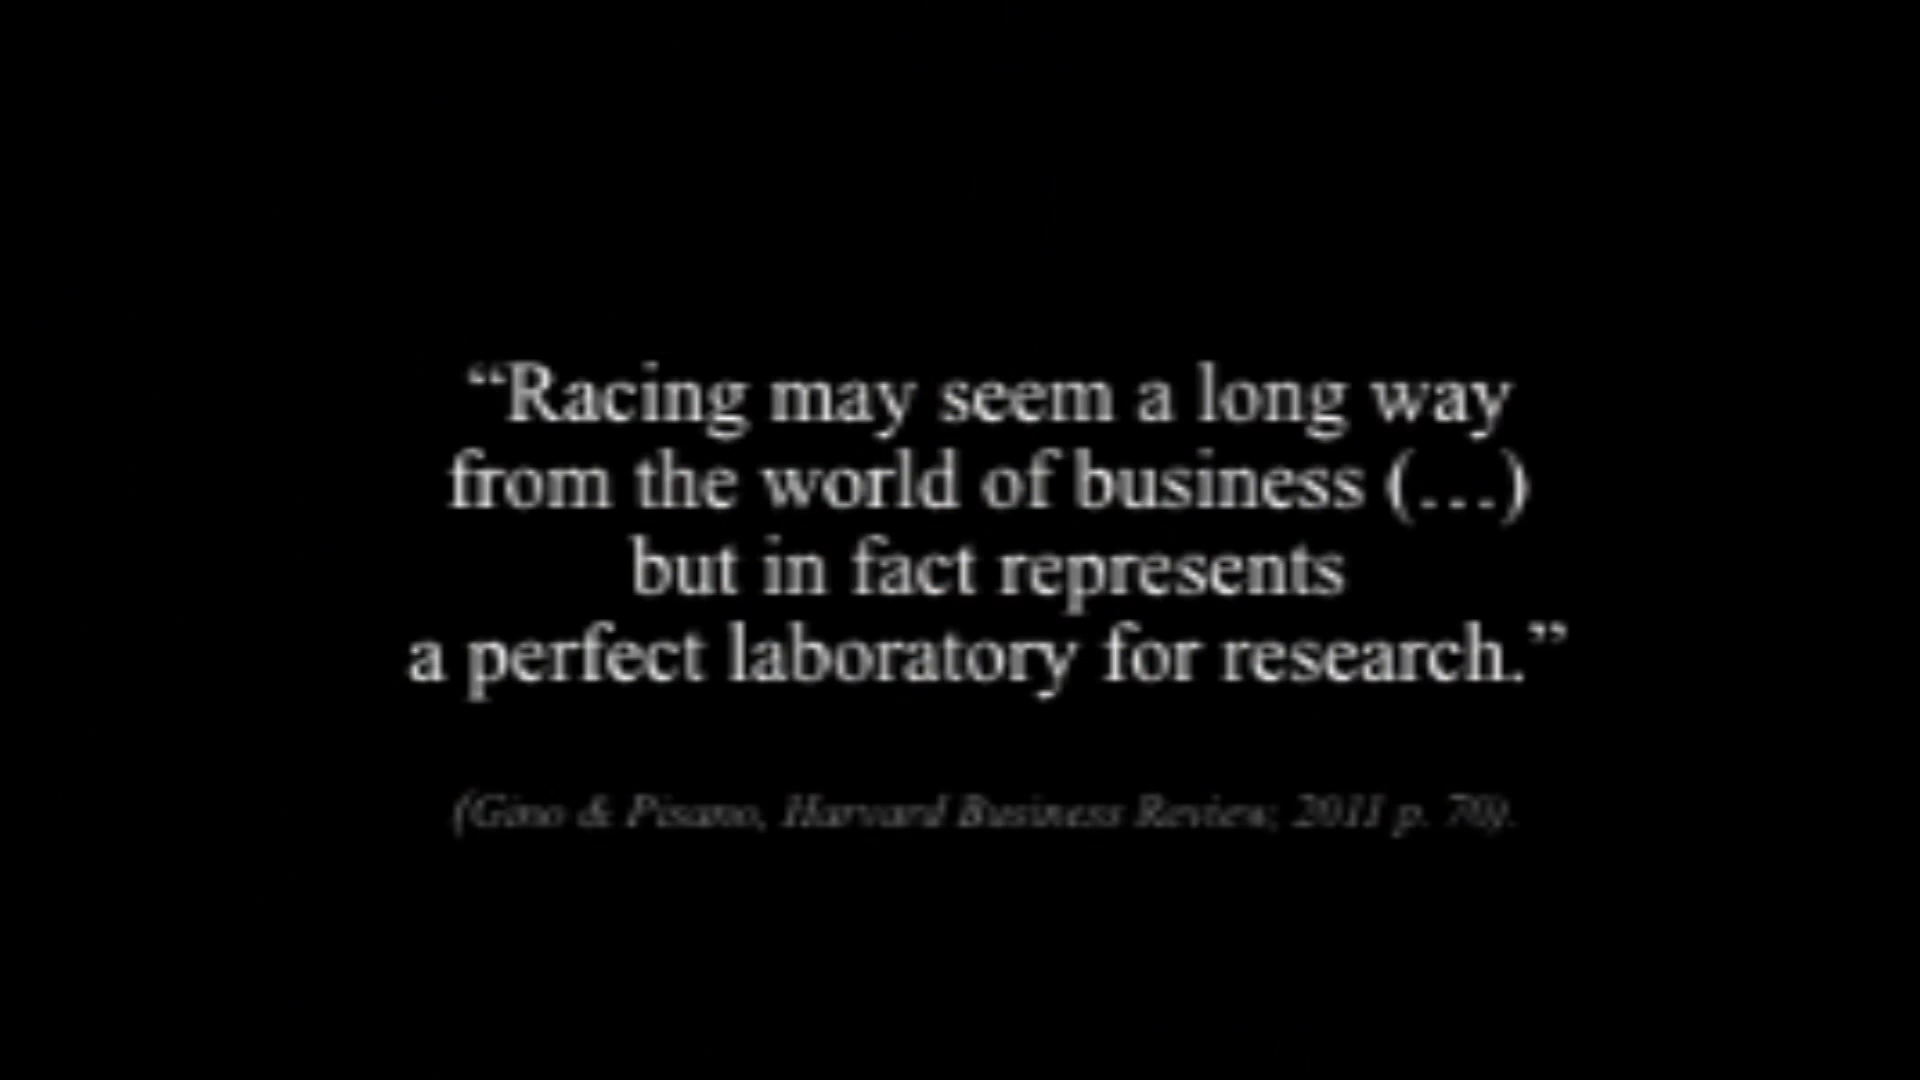 “Racing may seem a long way
from the world of business (…)
but in fact represents
a perfect laboratory for research.”
(Gino & Pisano, Harvard Business Review, 2011 p. 70).